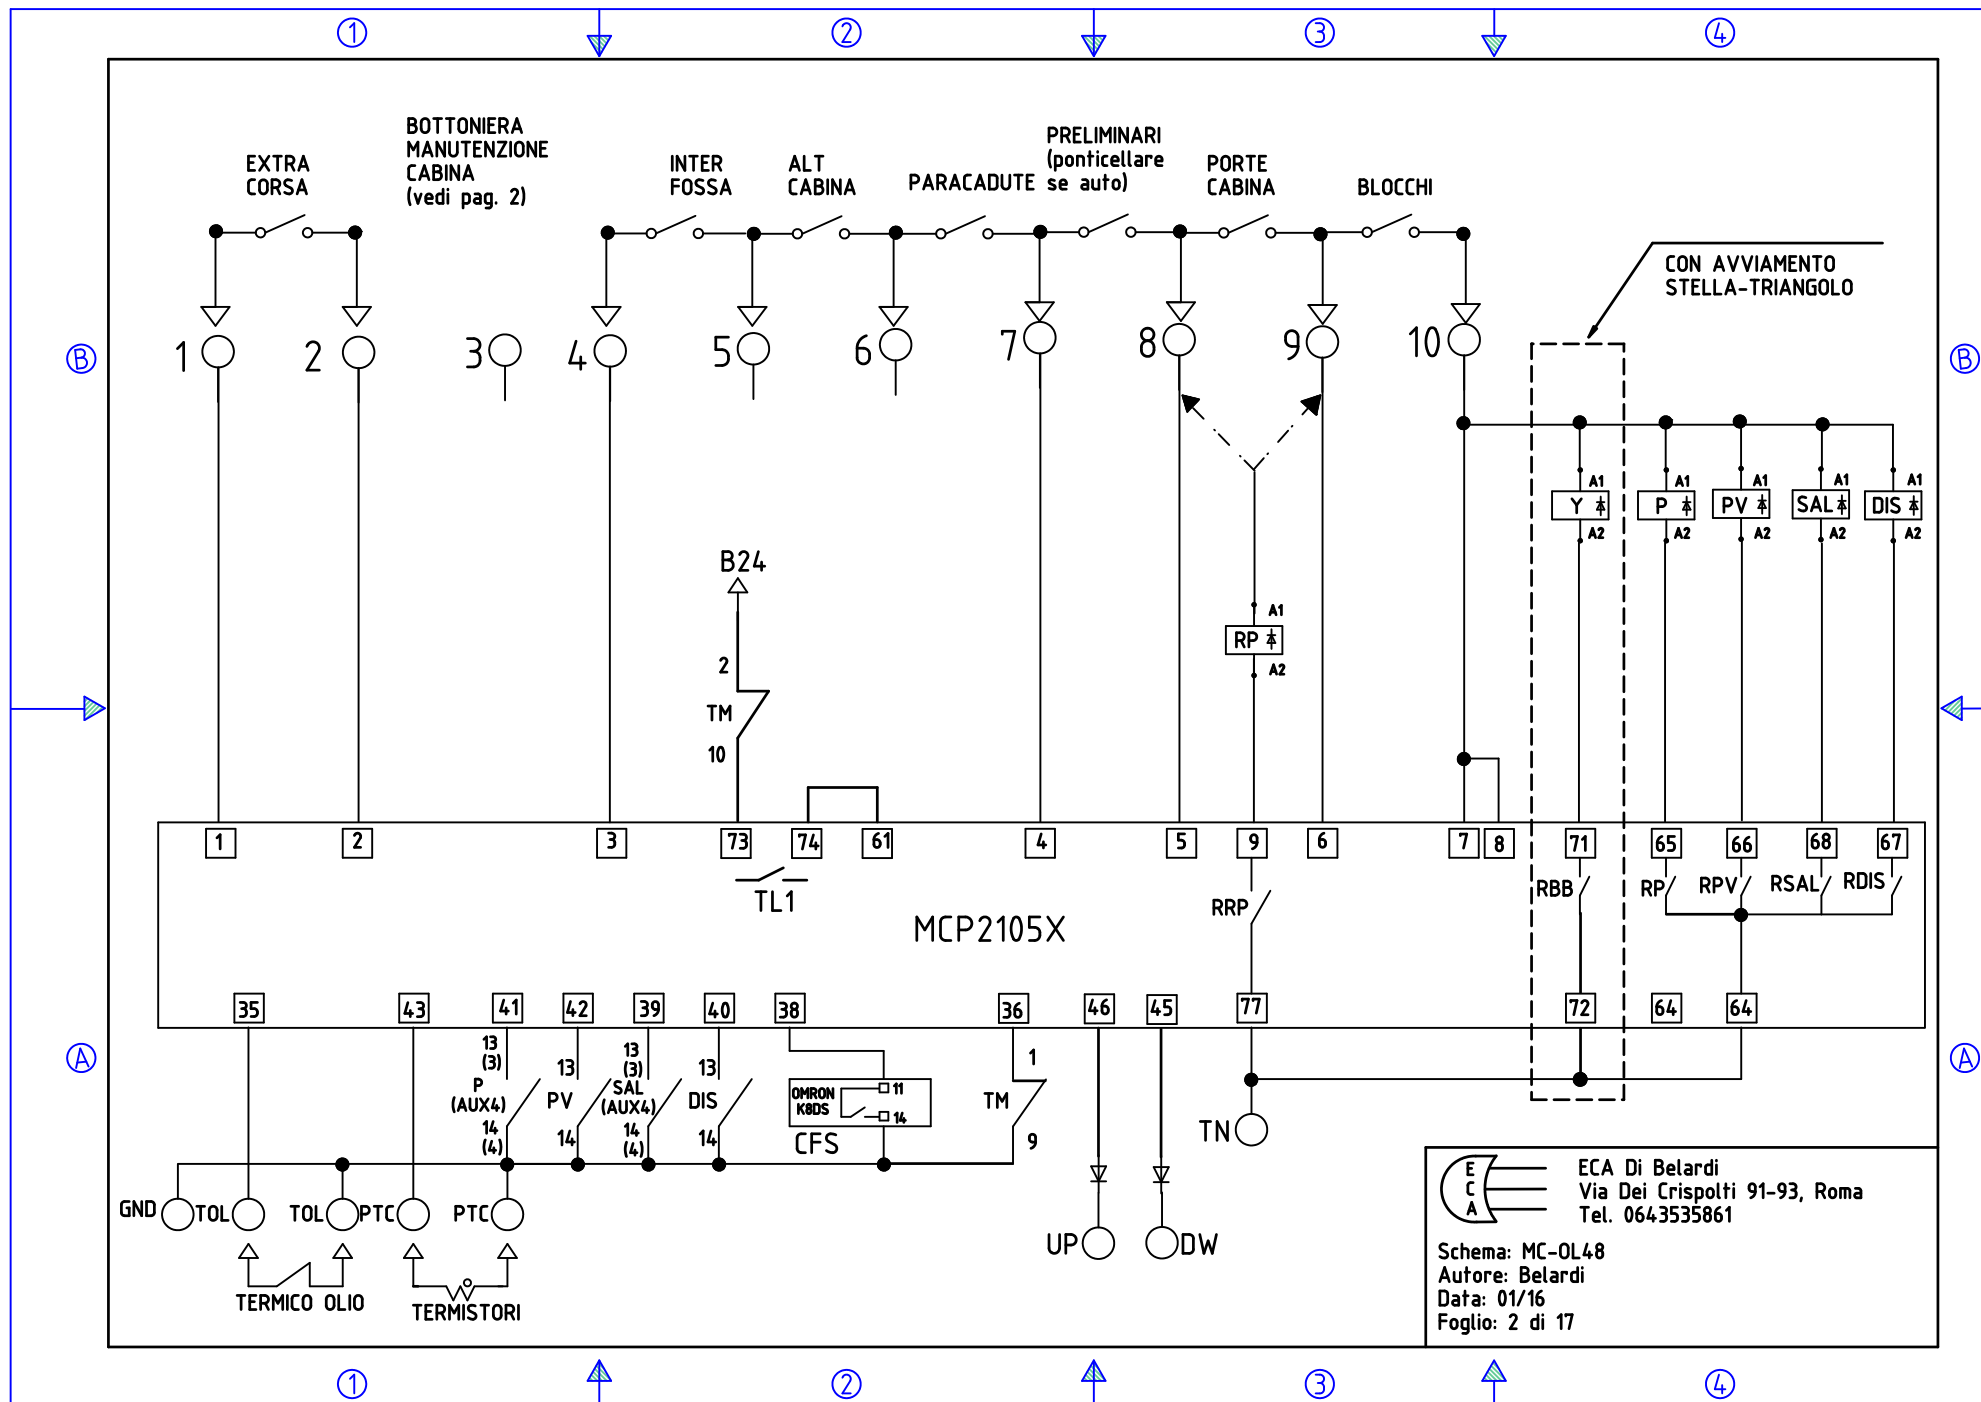 1
2
3
4
EXTRA
CORSA
BOTTONIERA
MANUTENZIONE
CABINA
(vedi pag. 2)
INTER
FOSSA
ALT
CABINA
PARACADUTE
PRELIMINARI
(ponticellare
se auto)
PORTE
CABINA
BLOCCHI
CON AVVIAMENTO
STELLA-TRIANGOLO
B
1
2
3
4
5
6
7
8
9
10
B
A1
Y
A2
A1
P
A2
A1
PV
A2
A1
SAL
A2
A1
DIS
A2
B24
2
TM
10
A1
RP
A2
1
2
3
73
74
61
4
5
9
6
7
8
71
65
66
68
67
TL1
MCP2105X
RRP
RBB
RP
RPV
RSAL
RDIS
35
43
41
42
39
40
38
36
46
45
77
72
64
64
A
13
(3)
P
(AUX4)
14
(4)
13
PV
14
13
(3)
SAL
(AUX4)
14
(4)
13
DIS
14
OMRON
K8DS
11
14
CFS
1
TM
9
TN
A
GND
TOL
TOL
PTC
PTC
UP
DW
TERMICO OLIO
TERMISTORI
E
C
A
ECA Di Belardi
Via Dei Crispolti 91-93, Roma
Tel. 0643535861
Schema: MC-OL48
Autore: Belardi
Data: 01/16
Foglio: 2 di 17
1
2
3
4